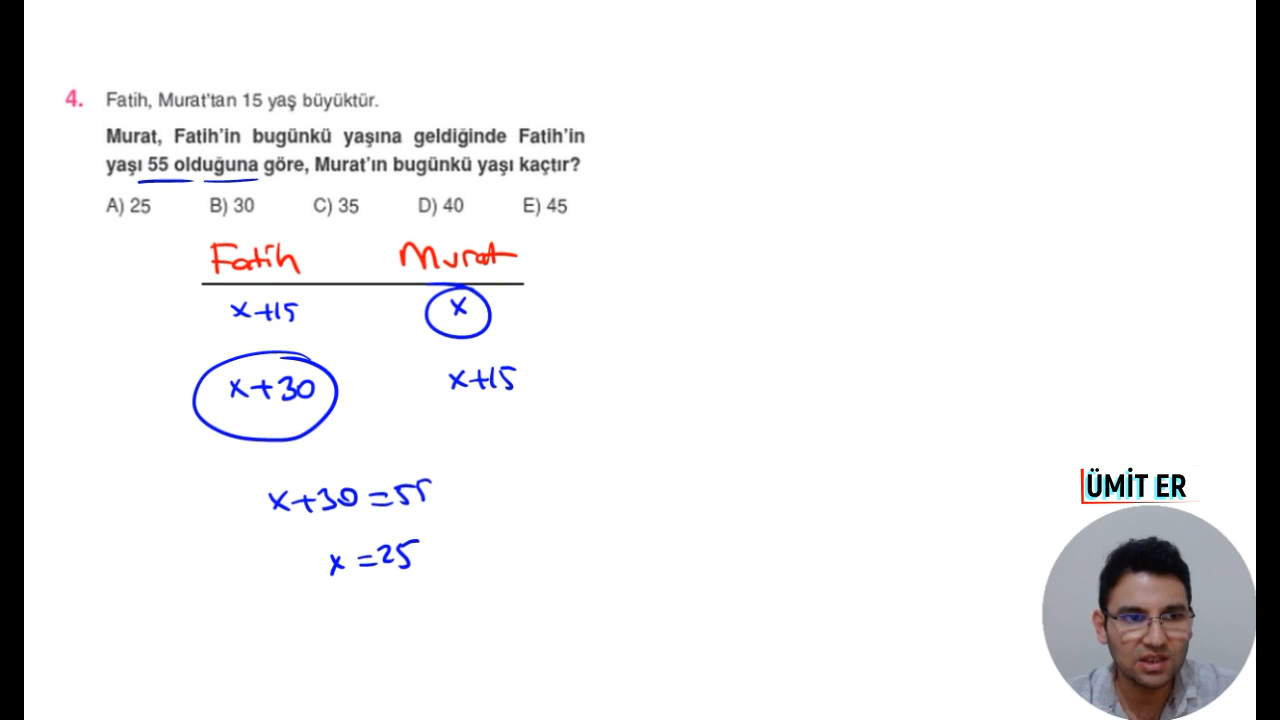 4. Fatih, Murat'tan 15 yaş büyüktür.
Murat, Fatih'in bugünkü yaşına geldiğinde Fatih'in
yaşı 55 olduğuna göre, Murat'ın bugünkü yaşı kaçtır?
A) 25 B) 30 C) 35 D) 40 E) 45
Fatih Murat
x+15 x
x+30 x+15
x+30=55
x=25
ÜMİT ER